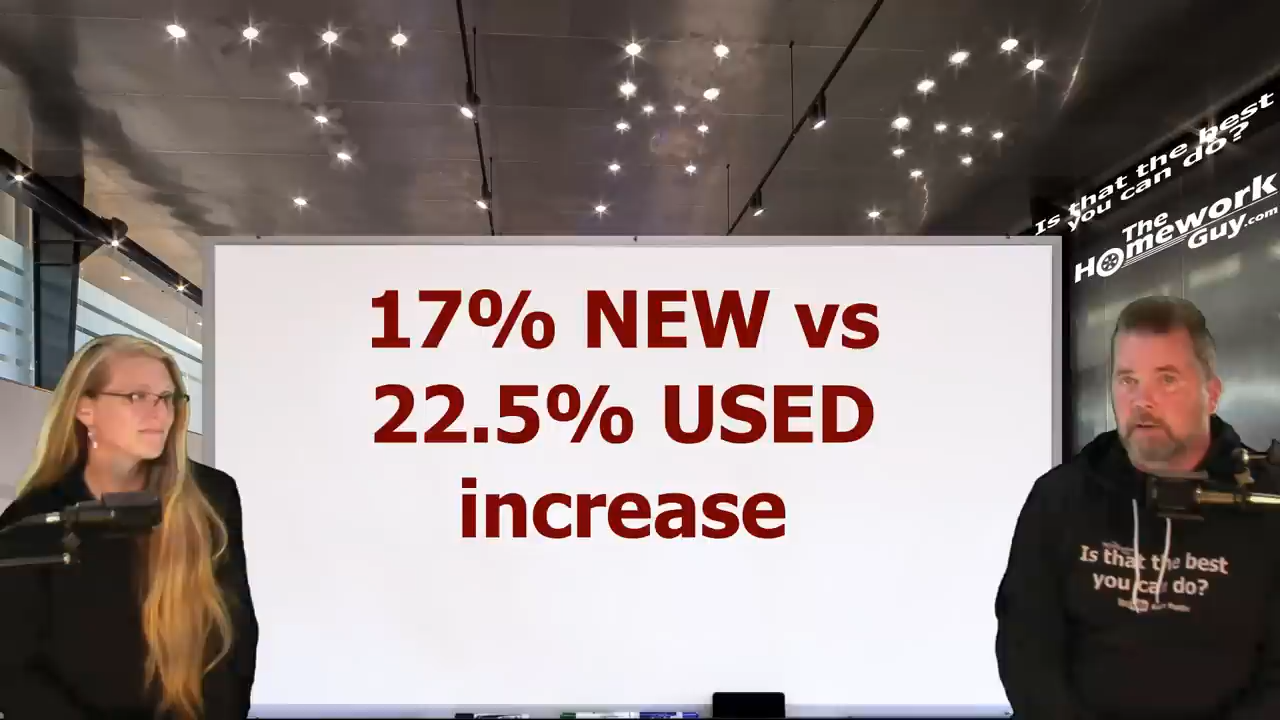 17% NEW vs
22.5% USED
increase
Is that the best
you can do?
The
Homework
Guy.com
Is that the best
you can do?